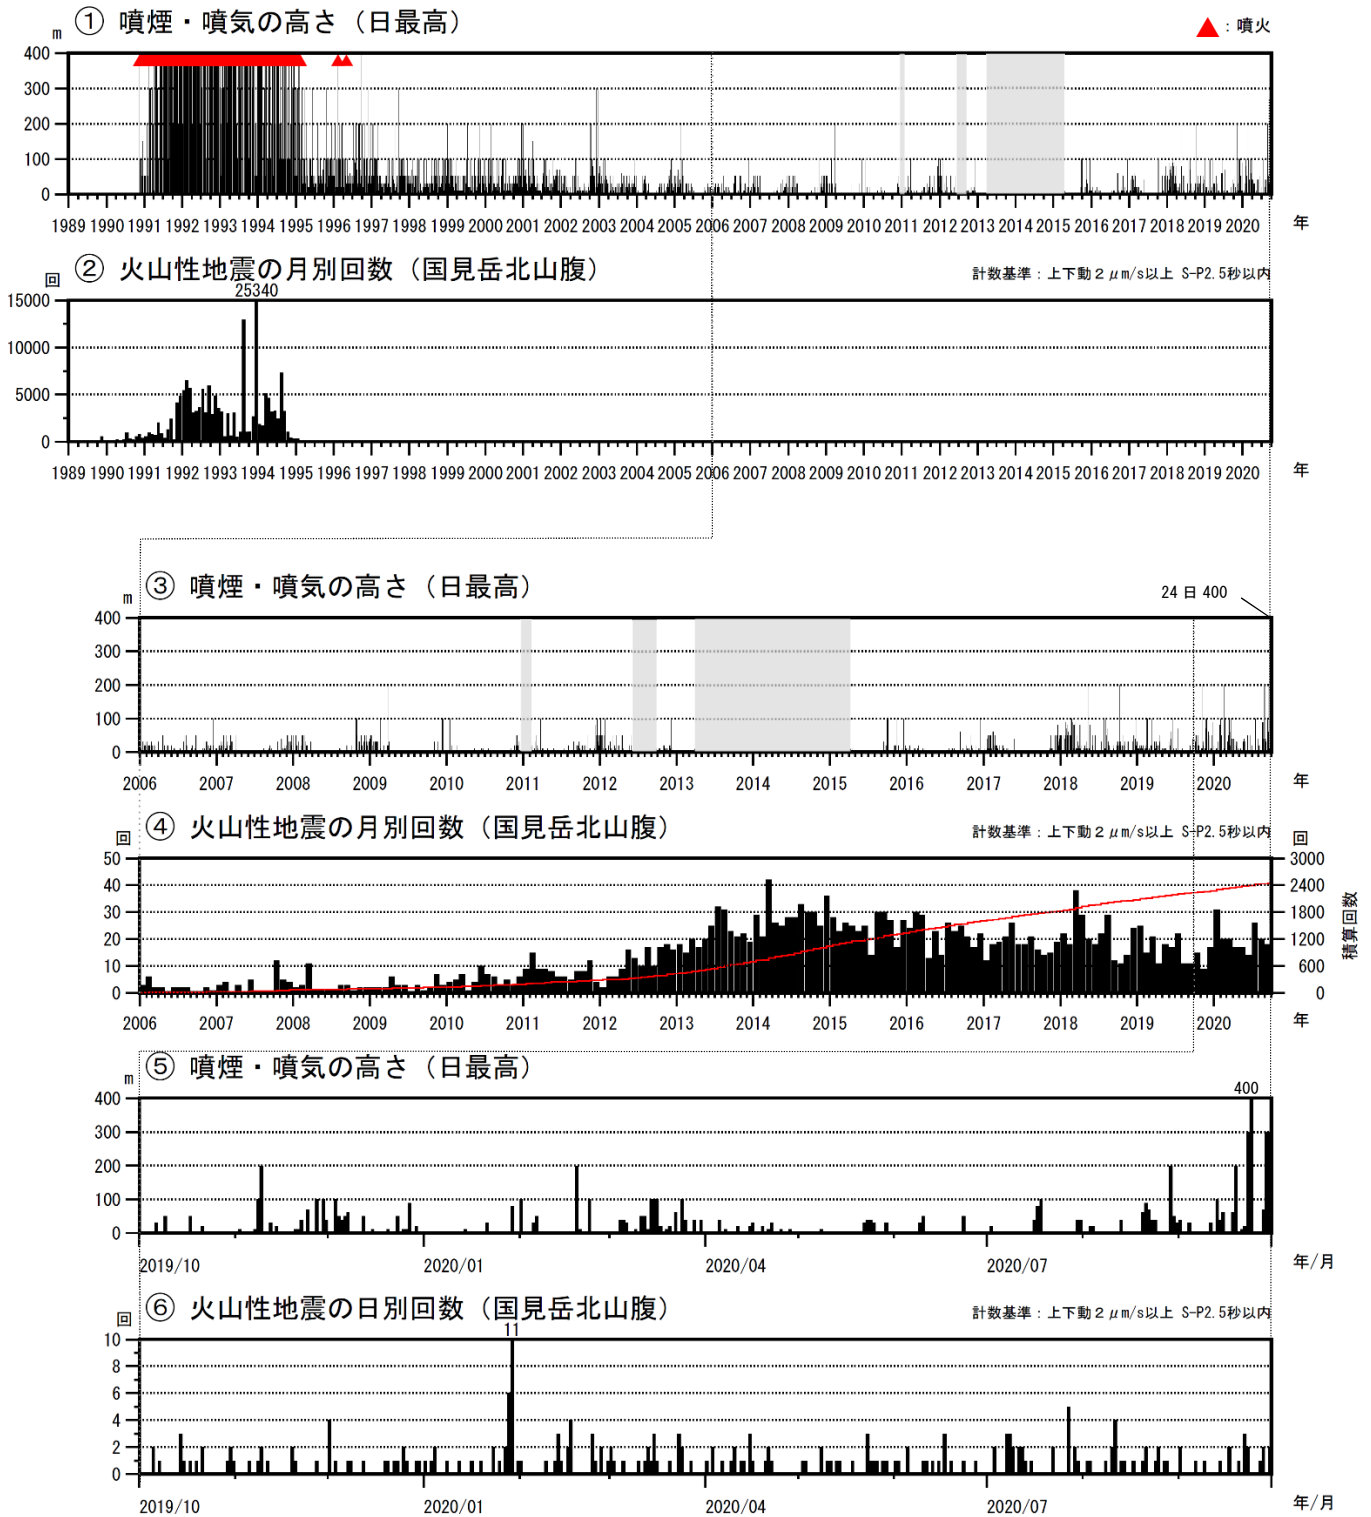 ① 噴煙・噴気の高さ（日最高）
▲：噴火
m
400
300
200
100
0
1989 1990 1991 1992 1993 1994 1995 1996 1997 1998 1999 2000 2001 2002 2003 2004 2005 2006 2007 2008 2009 2010 2011 2012 2013 2014 2015 2016 2017 2018 2019 2020 年
② 火山性地震の月別回数（国見岳北山腹）
計数基準：上下動２μm/s以上 S-P2.5秒以内
回
25340
15000
10000
5000
0
1989 1990 1991 1992 1993 1994 1995 1996 1997 1998 1999 2000 2001 2002 2003 2004 2005 2006 2007 2008 2009 2010 2011 2012 2013 2014 2015 2016 2017 2018 2019 2020 年
③ 噴煙・噴気の高さ（日最高）
24日 400
m
400
300
200
100
0
2006 2007 2008 2009 2010 2011 2012 2013 2014 2015 2016 2017 2018 2019 2020 年
④ 火山性地震の月別回数（国見岳北山腹）
計数基準：上下動２μm/s以上 S-P2.5秒以内
回 回
50 3000
40 2400
30 1800
20 1200
10 600
0 0
積算回数
2006 2007 2008 2009 2010 2011 2012 2013 2014 2015 2016 2017 2018 2019 2020 年
⑤ 噴煙・噴気の高さ（日最高）
m
400
400
300
200
100
0
2019/10 2020/01 2020/04 2020/07 年/月
⑥ 火山性地震の日別回数（国見岳北山腹）
計数基準：上下動２μm/s以上 S-P2.5秒以内
回
11
10
8
6
4
2
0
2019/10 2020/01 2020/04 2020/07 年/月